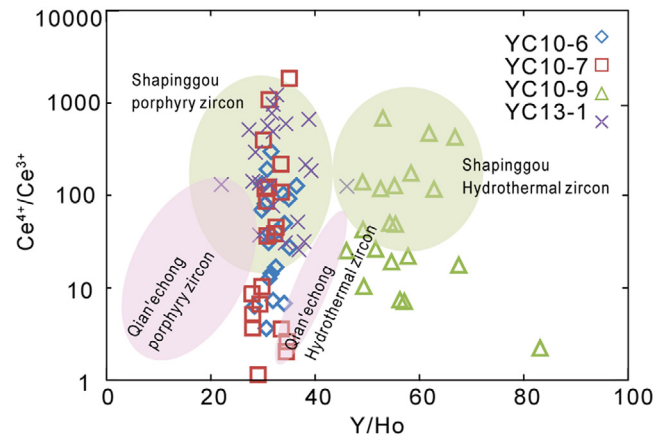 10000
1000
100
10
1
Ce⁴⁺/Ce³⁺
0
20
40
60
80
100
Y/Ho
YC10-6
YC10-7
YC10-9
YC13-1
Shapinggou
porphyry zircon
Shapinggou
Hydrothermal zircon
Qian'echong
porphyry zircon
Qian'echong
Hydrothermal zircon